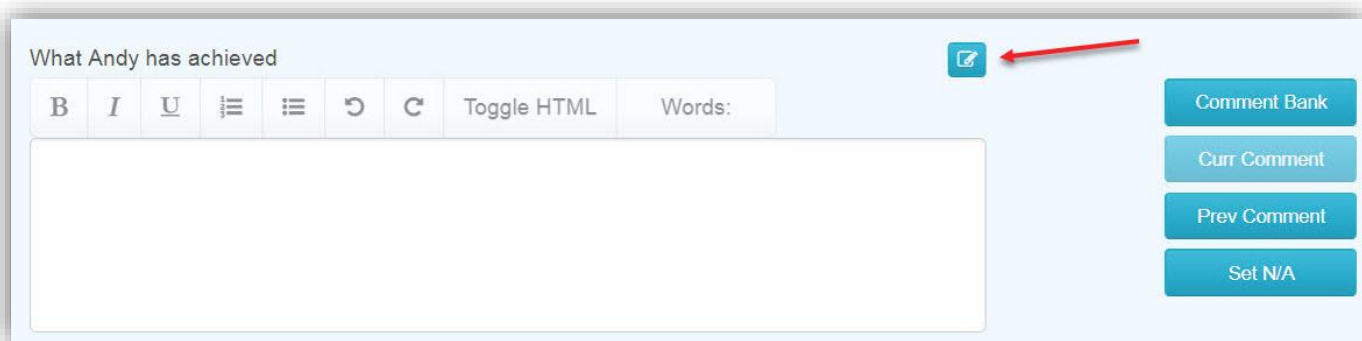 What Andy has achieved
B I U Toggle HTML Words:
Comment Bank
Curr Comment
Prev Comment
Set N/A